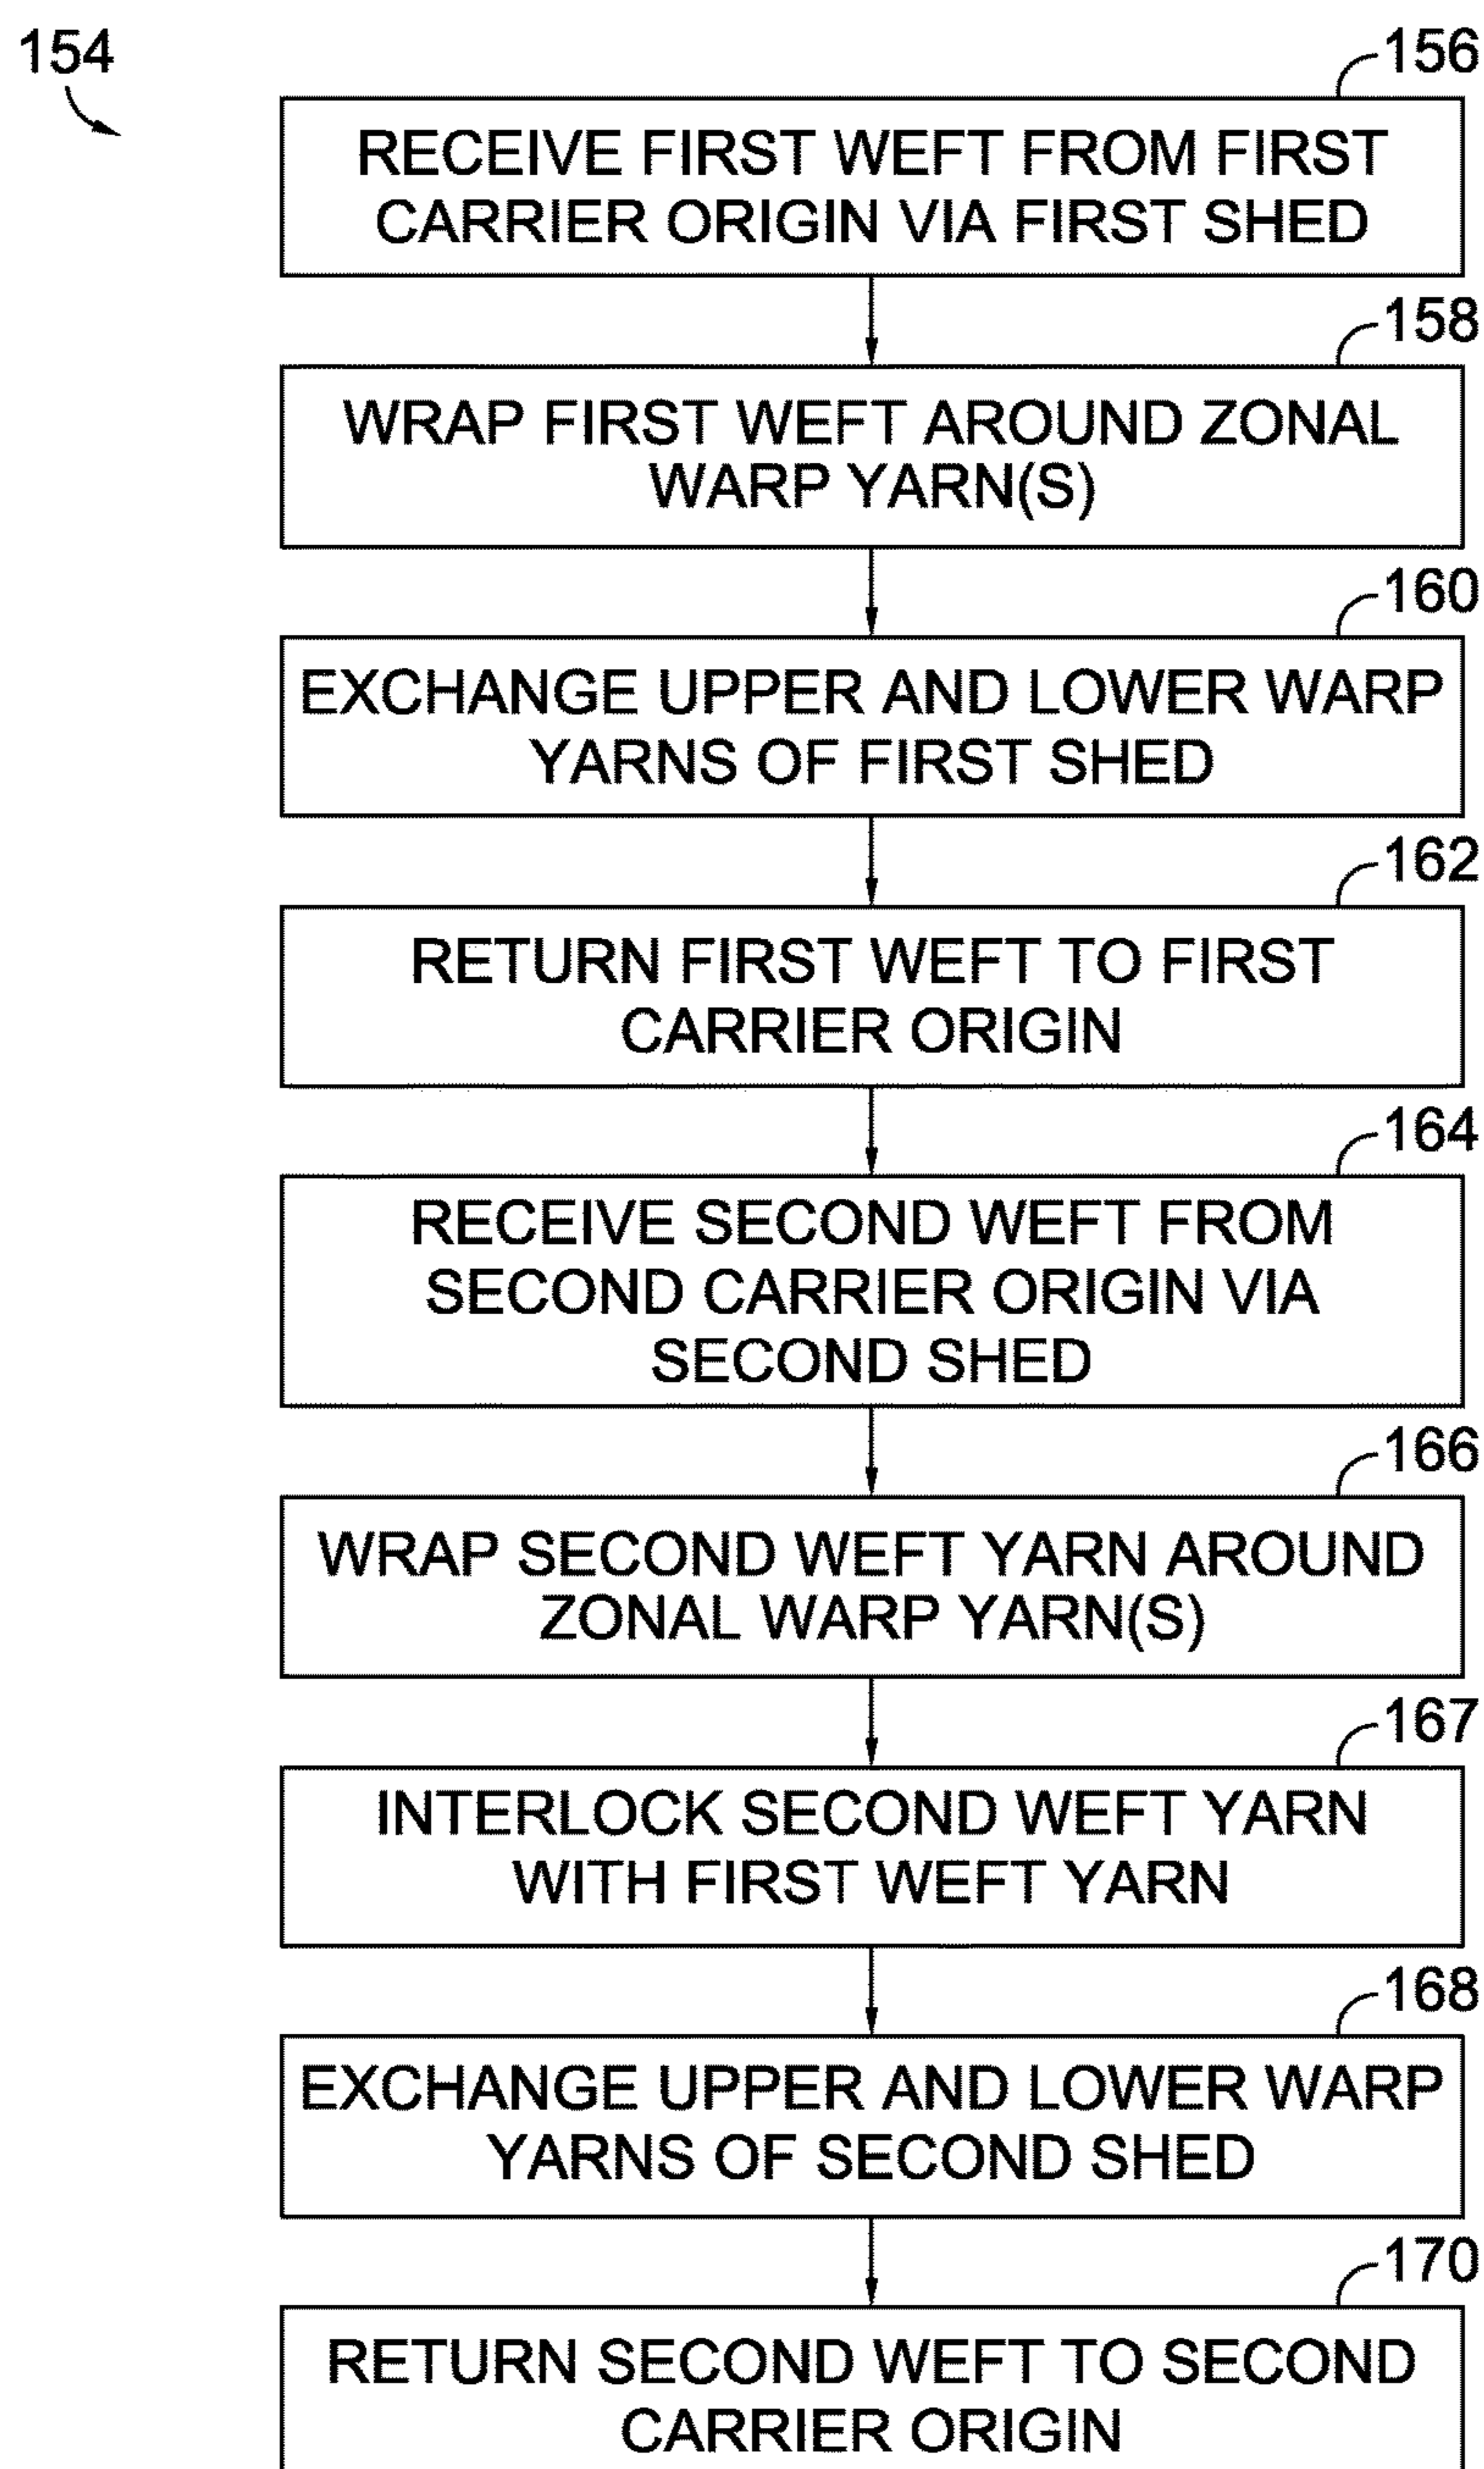 154
156
RECEIVE FIRST WEFT FROM FIRST
CARRIER ORIGIN VIA FIRST SHED
158
WRAP FIRST WEFT AROUND ZONAL
WARP YARN(S)
160
EXCHANGE UPPER AND LOWER WARP
YARNS OF FIRST SHED
162
RETURN FIRST WEFT TO FIRST
CARRIER ORIGIN
164
RECEIVE SECOND WEFT FROM
SECOND CARRIER ORIGIN VIA
SECOND SHED
166
WRAP SECOND WEFT YARN AROUND
ZONAL WARP YARN(S)
167
INTERLOCK SECOND WEFT YARN
WITH FIRST WEFT YARN
168
EXCHANGE UPPER AND LOWER WARP
YARNS OF SECOND SHED
170
RETURN SECOND WEFT TO SECOND
CARRIER ORIGIN